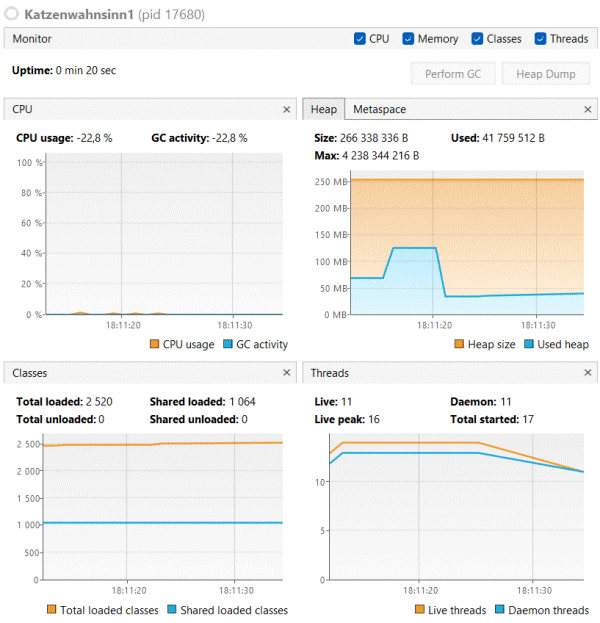 Katzenwahnsinn1 (pid 17680)
Monitor CPU Memory Classes Threads
Uptime: 0 min 20 sec
Perform GC Heap Dump
CPU
CPU usage: -22,8 % GC activity: -22,8 %
100 %
80 %
60 %
40 %
20 %
0 %
18:11:20 18:11:30
CPU usage GC activity
Heap Metaspace
Size: 266 338 336 B Used: 41 759 512 B
Max: 4 238 344 216 B
250 MB
200 MB
150 MB
100 MB
50 MB
0 MB
18:11:20 18:11:30
Heap size Used heap
Classes
Total loaded: 2 520 Shared loaded: 1 064
Total unloaded: 0 Shared unloaded: 0
2 500
2 000
1 500
1 000
500
0
18:11:20 18:11:30
Total loaded classes Shared loaded classes
Threads
Live: 11 Daemon: 11
Live peak: 16 Total started: 17
10
5
0
18:11:20 18:11:30
Live threads Daemon threads